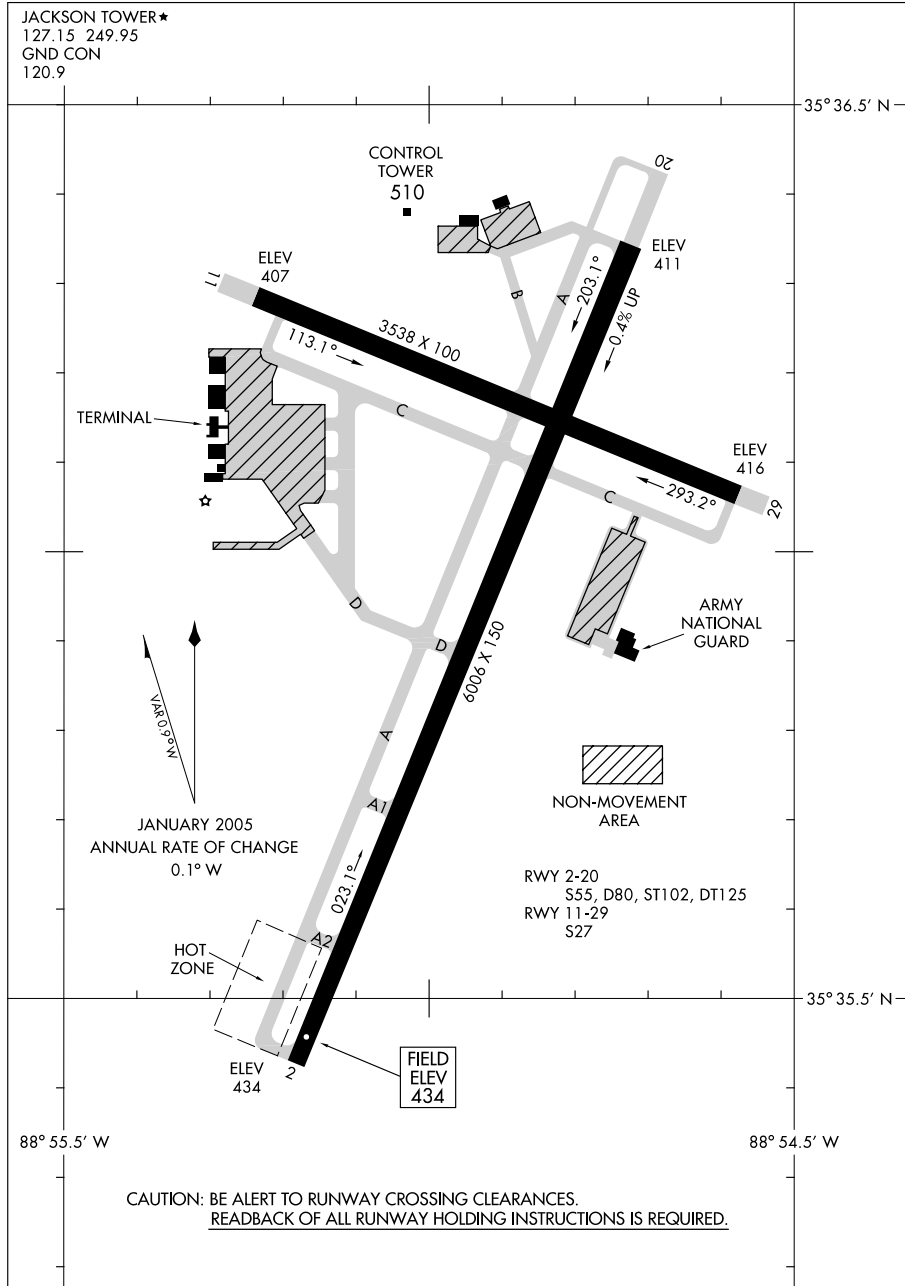 JACKSON TOWER★
127.15 249.95
GND CON
120.9
35° 36.5' N
CONTROL
TOWER
510
20
ELEV
411
ELEV
407
11
203.1°
0.4% UP
A
B
3538 X 100
113.1°
TERMINAL
C
ELEV
416
C
293.2°
29
ARMY
NATIONAL
GUARD
D
D
6006 X 150
VAR 0.9° W
A
NON-MOVEMENT
AREA
A1
JANUARY 2005
ANNUAL RATE OF CHANGE
0.1° W
023.1°
RWY 2-20
S55, D80, ST102, DT125
RWY 11-29
S27
A2
HOT
ZONE
35° 35.5' N
ELEV
434
2
FIELD
ELEV
434
88° 55.5' W
88° 54.5' W
CAUTION: BE ALERT TO RUNWAY CROSSING CLEARANCES.
READBACK OF ALL RUNWAY HOLDING INSTRUCTIONS IS REQUIRED.